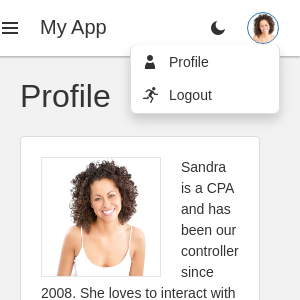 My App
Profile
Logout
Profile
Sandra
is a CPA
and has
been our
controller
since
2008. She loves to interact with